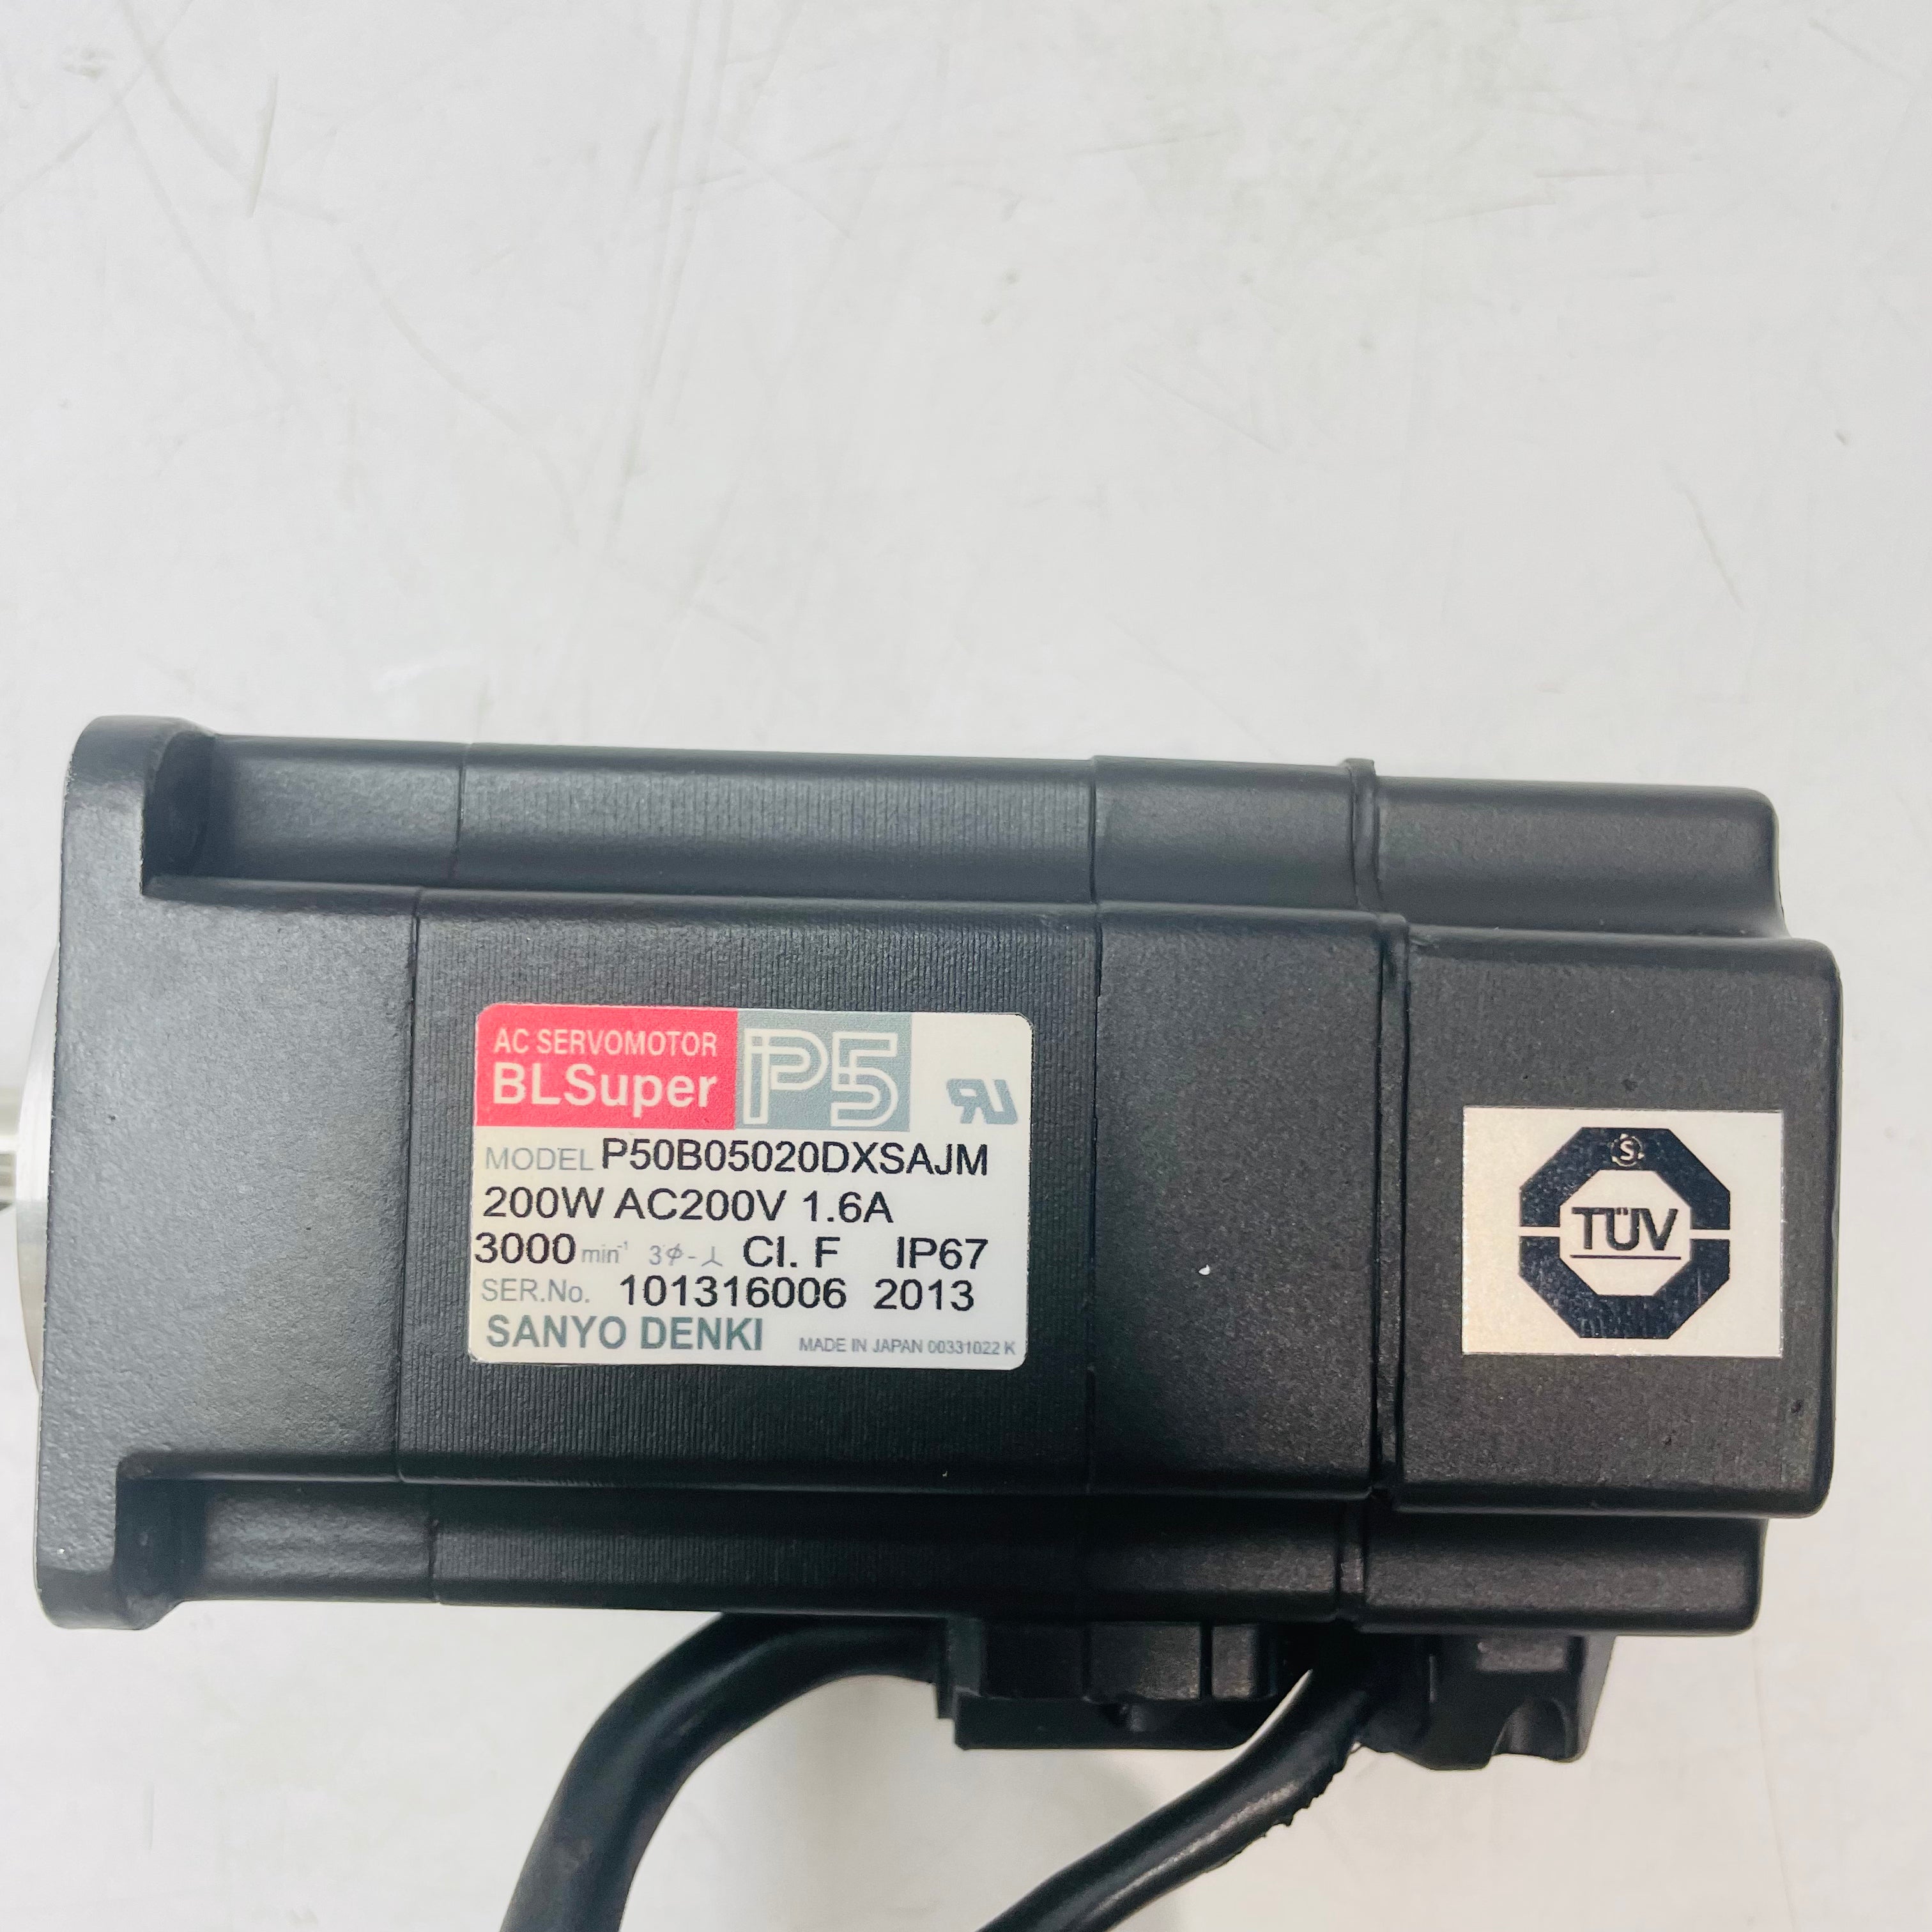 AC SERVOMOTOR
BLSuper P5
MODEL P50B05020DXSAJM
200W AC200V 1.6A
3000 min⁻¹ 3ϕ-⅄ CI. F IP67
SER.No. 101316006 2013
SANYO DENKI MADE IN JAPAN 00331022 K
S
TÜV